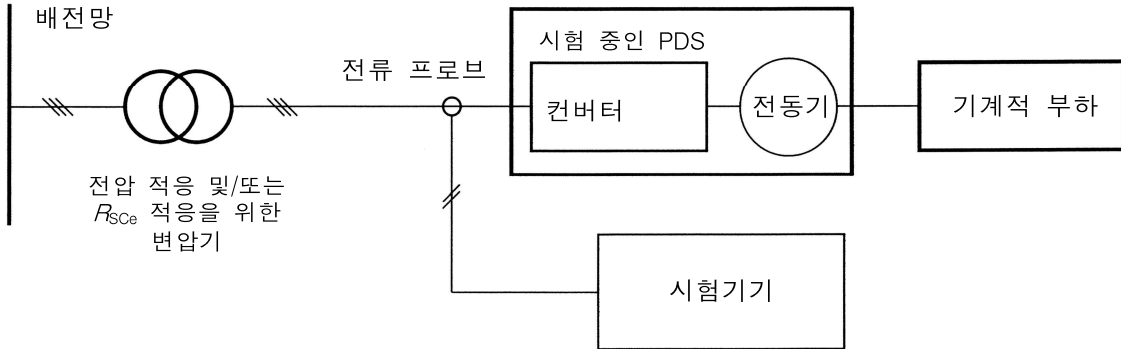 배전망
시험 중인 PDS
전류 프로브
컨버터
전동기
기계적 부하
전압 적응 및/또는
RSCe 적응을 위한
변압기
시험기기